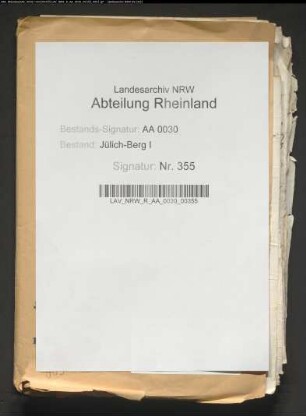 Landesarchiv NRW
Abteilung Rheinland
Bestands-Signatur: AA 0030
Bestand: Jülich-Berg I
Signatur: Nr. 355
LAV_NRW_R_AA_0030_00355